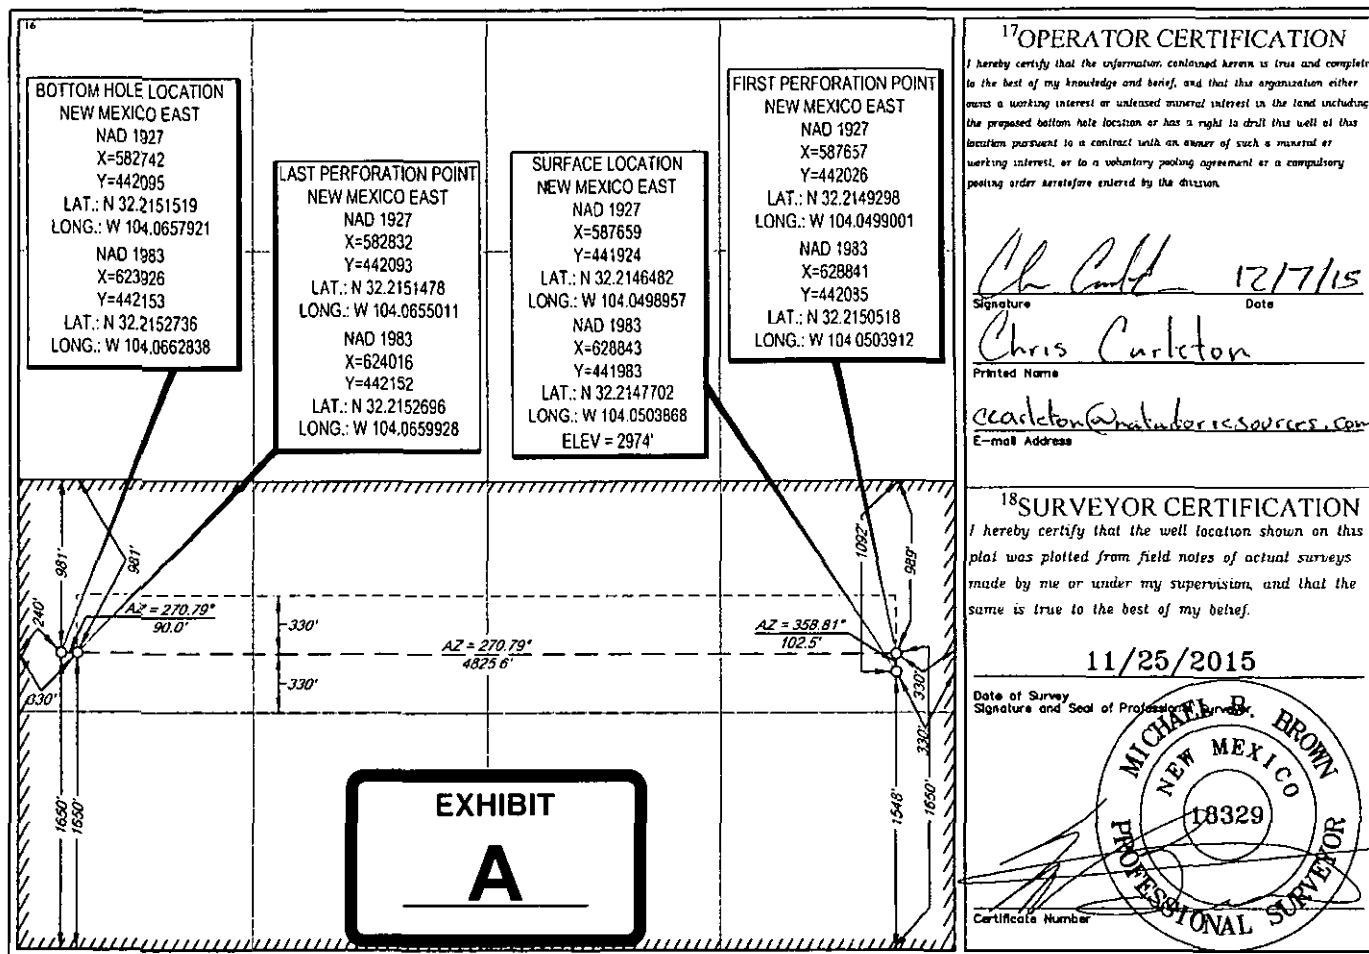 16
BOTTOM HOLE LOCATION
NEW MEXICO EAST
NAD 1927
X=582742
Y=442095
LAT.: N 32.2151519
LONG.: W 104.0657921
NAD 1983
X=623926
Y=442153
LAT.: N 32.2152736
LONG.: W 104.0662838
LAST PERFORATION POINT
NEW MEXICO EAST
NAD 1927
X=582832
Y=442093
LAT.: N 32.2151478
LONG.: W 104.0655011
NAD 1983
X=624016
Y=442152
LAT.: N 32.2152696
LONG.: W 104.0659928
SURFACE LOCATION
NEW MEXICO EAST
NAD 1927
X=587659
Y=441924
LAT.: N 32.2146482
LONG.: W 104.0498957
NAD 1983
X=628843
Y=441983
LAT.: N 32.2147702
LONG.: W 104.0503868
ELEV = 2974'
FIRST PERFORATION POINT
NEW MEXICO EAST
NAD 1927
X=587657
Y=442026
LAT.: N 32.2149298
LONG.: W 104.0499001
NAD 1983
X=628841
Y=442085
LAT.: N 32.2150518
LONG.: W 104 0503912
981'
981'
240'
AZ = 270.79°
90.0'
330'
330'
330'
AZ = 270.79°
4825 6'
1092'
989'
AZ = 358.81°
102.5'
330'
330'
1650'
1650'
1548'
1650'
EXHIBIT
A
17 OPERATOR CERTIFICATION
I hereby certify that the information contained herein is true and complete
to the best of my knowledge and belief, and that this organization either
owns a working interest or unleased mineral interest in the land including
the proposed bottom hole location or has a right to drill this well at this
location pursuant to a contract with an owner of such a mineral or
working interest, or to a voluntary pooling agreement or a compulsory
pooling order heretofore entered by the division
12/7/15
Signature Date
Chris Carleton
Printed Name
ccarleton@matadorresources.com
E-mail Address
18 SURVEYOR CERTIFICATION
I hereby certify that the well location shown on this
plat was plotted from field notes of actual surveys
made by me or under my supervision, and that the
same is true to the best of my belief.
11/25/2015
Date of Survey
Signature and Seal of Professional Surveyor
MICHAEL B. BROWN
NEW MEXICO
18329
PROFESSIONAL SURVEYOR
Certificate Number